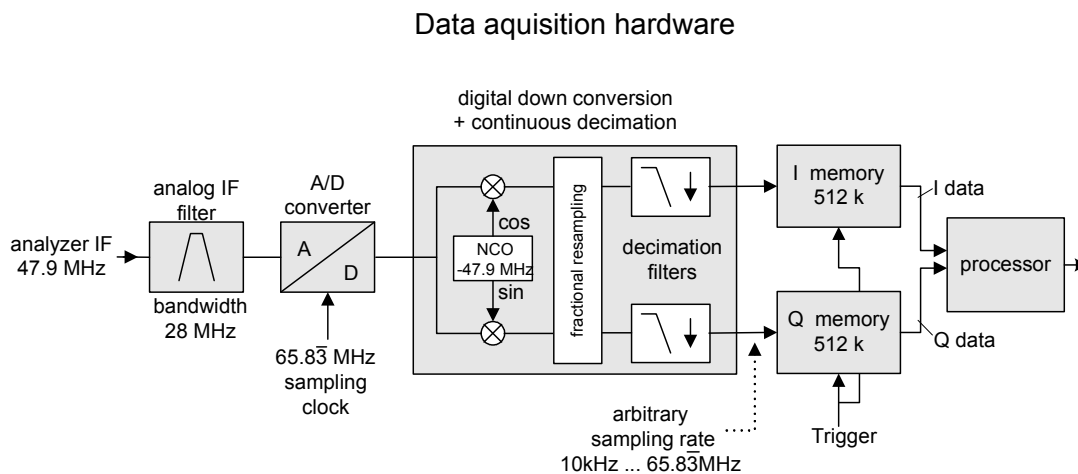 Data aquisition hardware
digital down conversion
+ continuous decimation
analog IF
filter
A/D
converter
analyzer IF
47.9 MHz
bandwidth
28 MHz
A
D
65.83̅ MHz
sampling
clock
cos
NCO
-47.9 MHz
sin
fractional resampling
decimation
filters
I memory
512 k
Q memory
512 k
I data
Q data
processor
arbitrary
sampling rate
10kHz ... 65.83̅MHz
Trigger